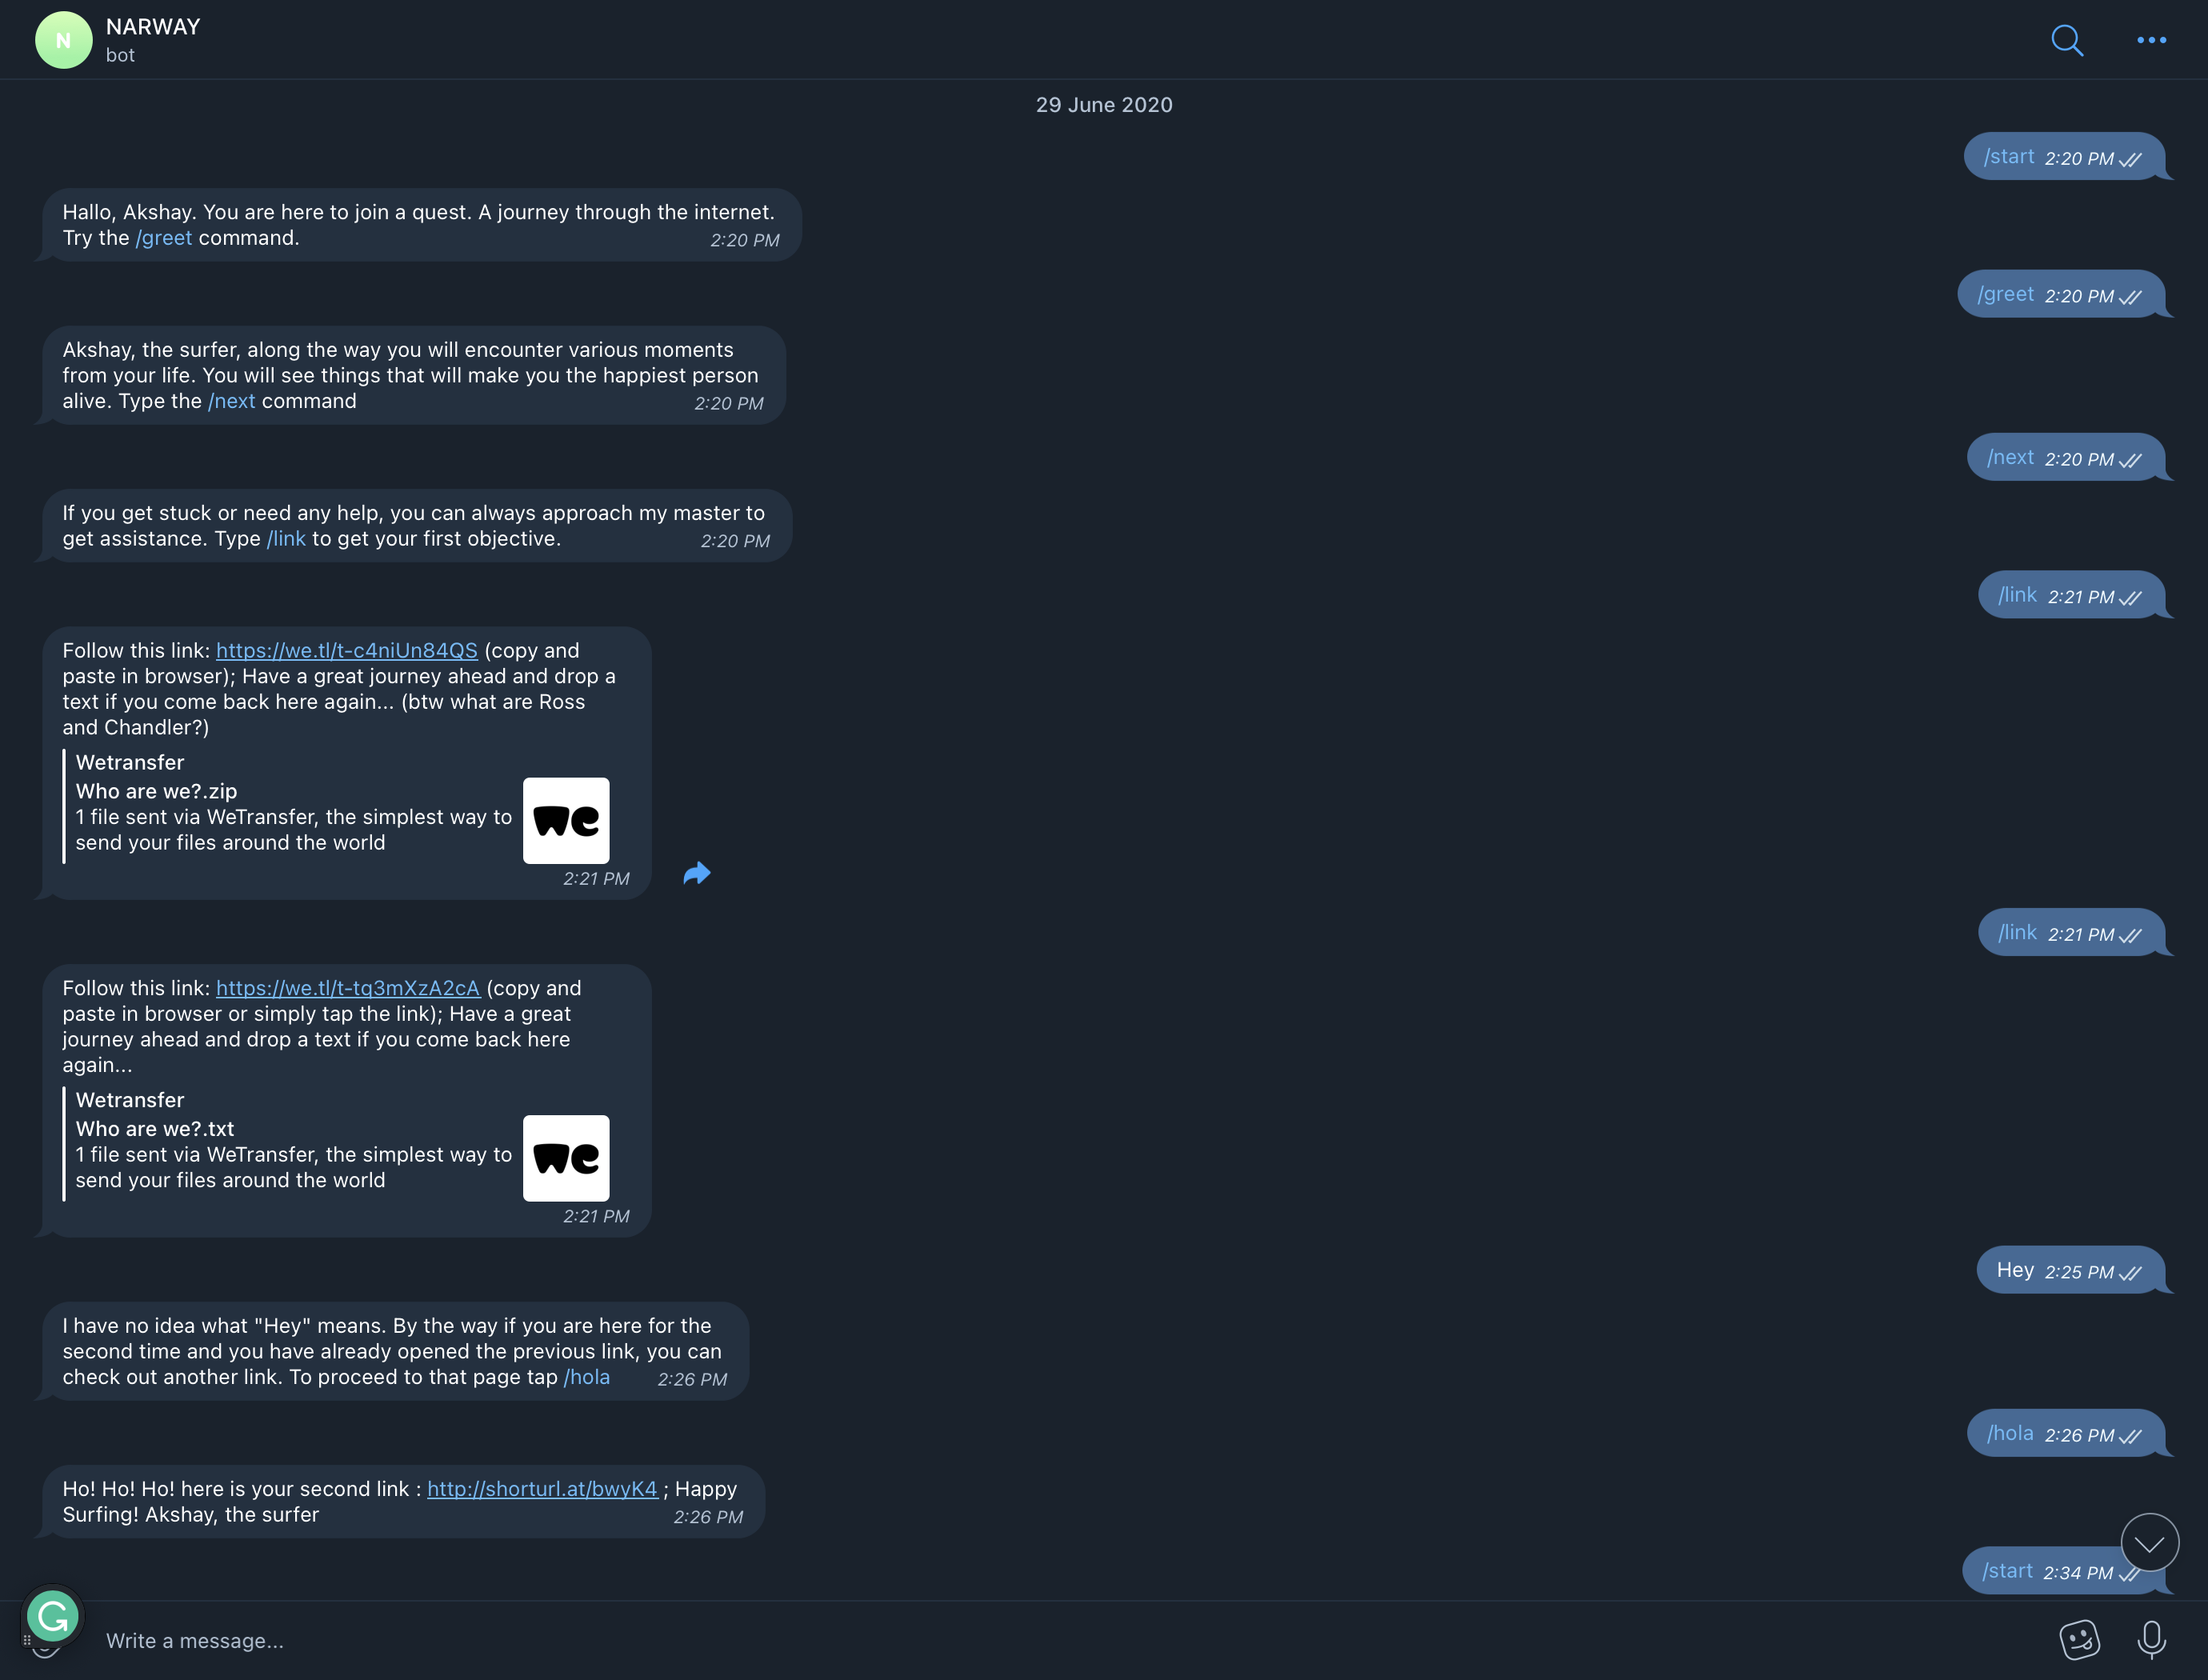 N
NARWAY
bot
29 June 2020
/start 2:20 PM
Hallo, Akshay. You are here to join a quest. A journey through the internet.
Try the /greet command. 2:20 PM
/greet 2:20 PM
Akshay, the surfer, along the way you will encounter various moments
from your life. You will see things that will make you the happiest person
alive. Type the /next command 2:20 PM
/next 2:20 PM
If you get stuck or need any help, you can always approach my master to
get assistance. Type /link to get your first objective. 2:20 PM
/link 2:21 PM
Follow this link: https://we.tl/t-c4niUn84QS (copy and
paste in browser); Have a great journey ahead and drop a
text if you come back here again... (btw what are Ross
and Chandler?)
Wetransfer
Who are we?.zip
1 file sent via WeTransfer, the simplest way to
send your files around the world
we
2:21 PM
/link 2:21 PM
Follow this link: https://we.tl/t-tq3mXzA2cA (copy and
paste in browser or simply tap the link); Have a great
journey ahead and drop a text if you come back here
again...
Wetransfer
Who are we?.txt
1 file sent via WeTransfer, the simplest way to
send your files around the world
we
2:21 PM
Hey 2:25 PM
I have no idea what "Hey" means. By the way if you are here for the
second time and you have already opened the previous link, you can
check out another link. To proceed to that page tap /hola 2:26 PM
/hola 2:26 PM
Ho! Ho! Ho! here is your second link : http://shorturl.at/bwyK4 ; Happy
Surfing! Akshay, the surfer 2:26 PM
/start 2:34 PM
G
Write a message...